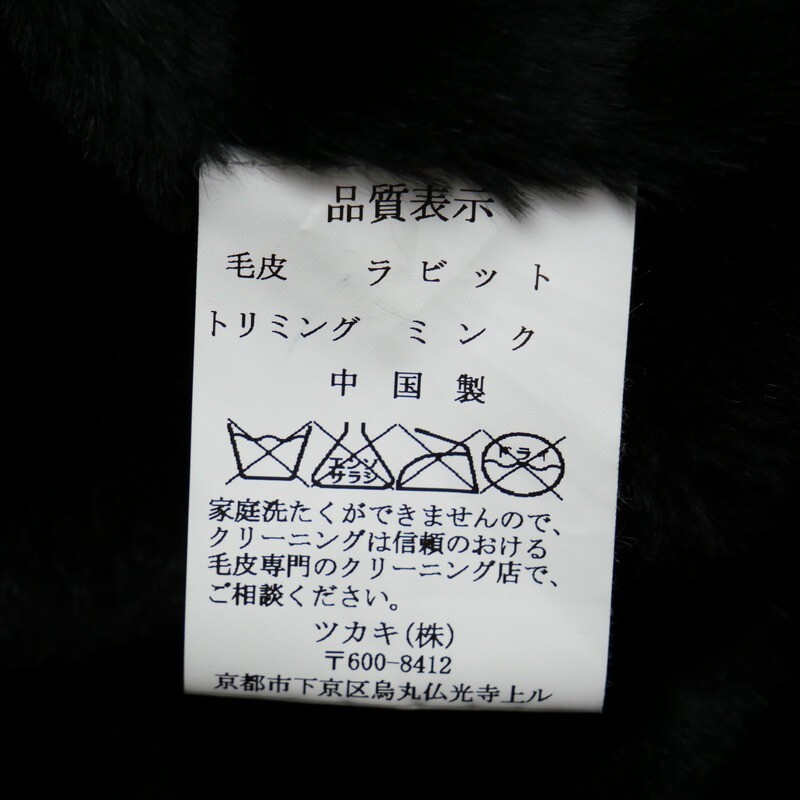 品質表示
毛皮 ラビット
トリミング ミンク
中国製
エンソ
サラシ
ドライ
家庭洗たくができませんので、
クリーニングは信頼のおける
毛皮専門のクリーニング店で、
ご相談ください。
ツカキ(株)
〒600-8412
京都市下京区烏丸仏光寺上ル